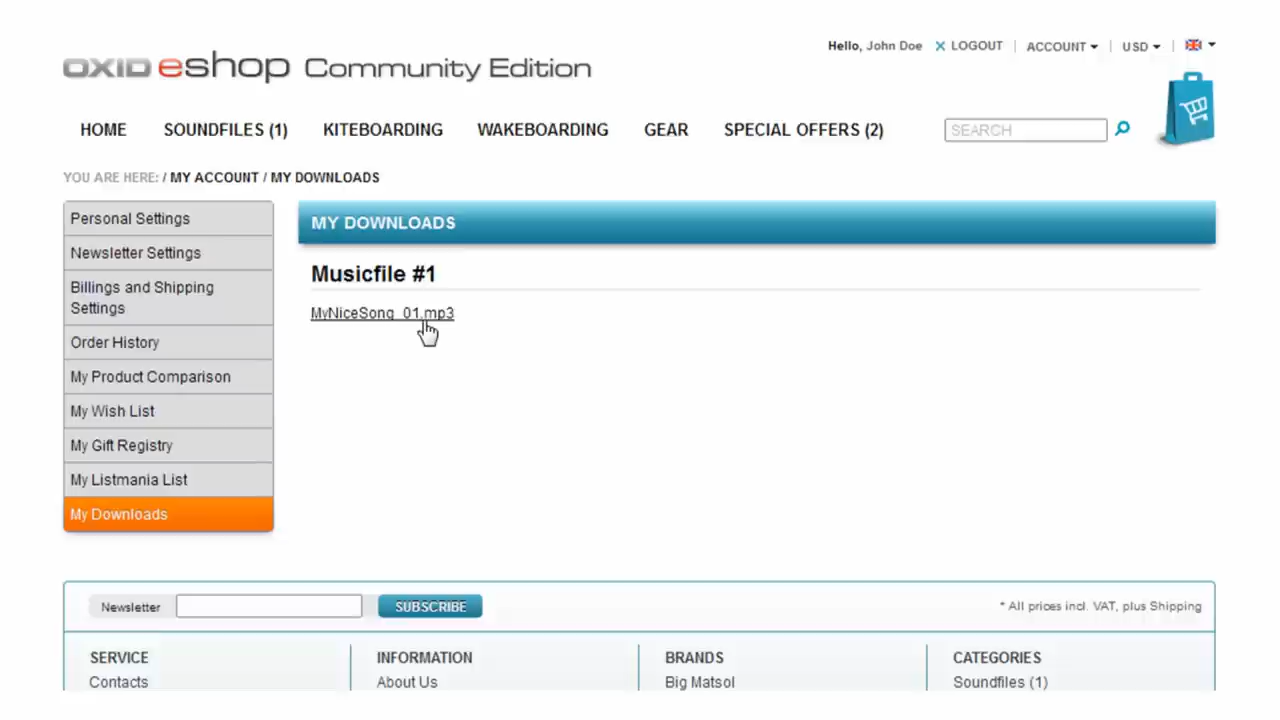 OXID eshop Community Edition
Hello, John Doe X LOGOUT | ACCOUNT | USD |
HOME SOUNDFILES (1) KITEBOARDING WAKEBOARDING GEAR SPECIAL OFFERS (2) SEARCH
YOU ARE HERE: / MY ACCOUNT / MY DOWNLOADS
Personal Settings
Newsletter Settings
Billings and Shipping
Settings
Order History
My Product Comparison
My Wish List
My Gift Registry
My Listmania List
My Downloads
MY DOWNLOADS
Musicfile #1
MyNiceSong_01.mp3
Newsletter SUBSCRIBE * All prices incl. VAT, plus Shipping
SERVICE INFORMATION BRANDS CATEGORIES
Contacts About Us Big Matsol Soundfiles (1)